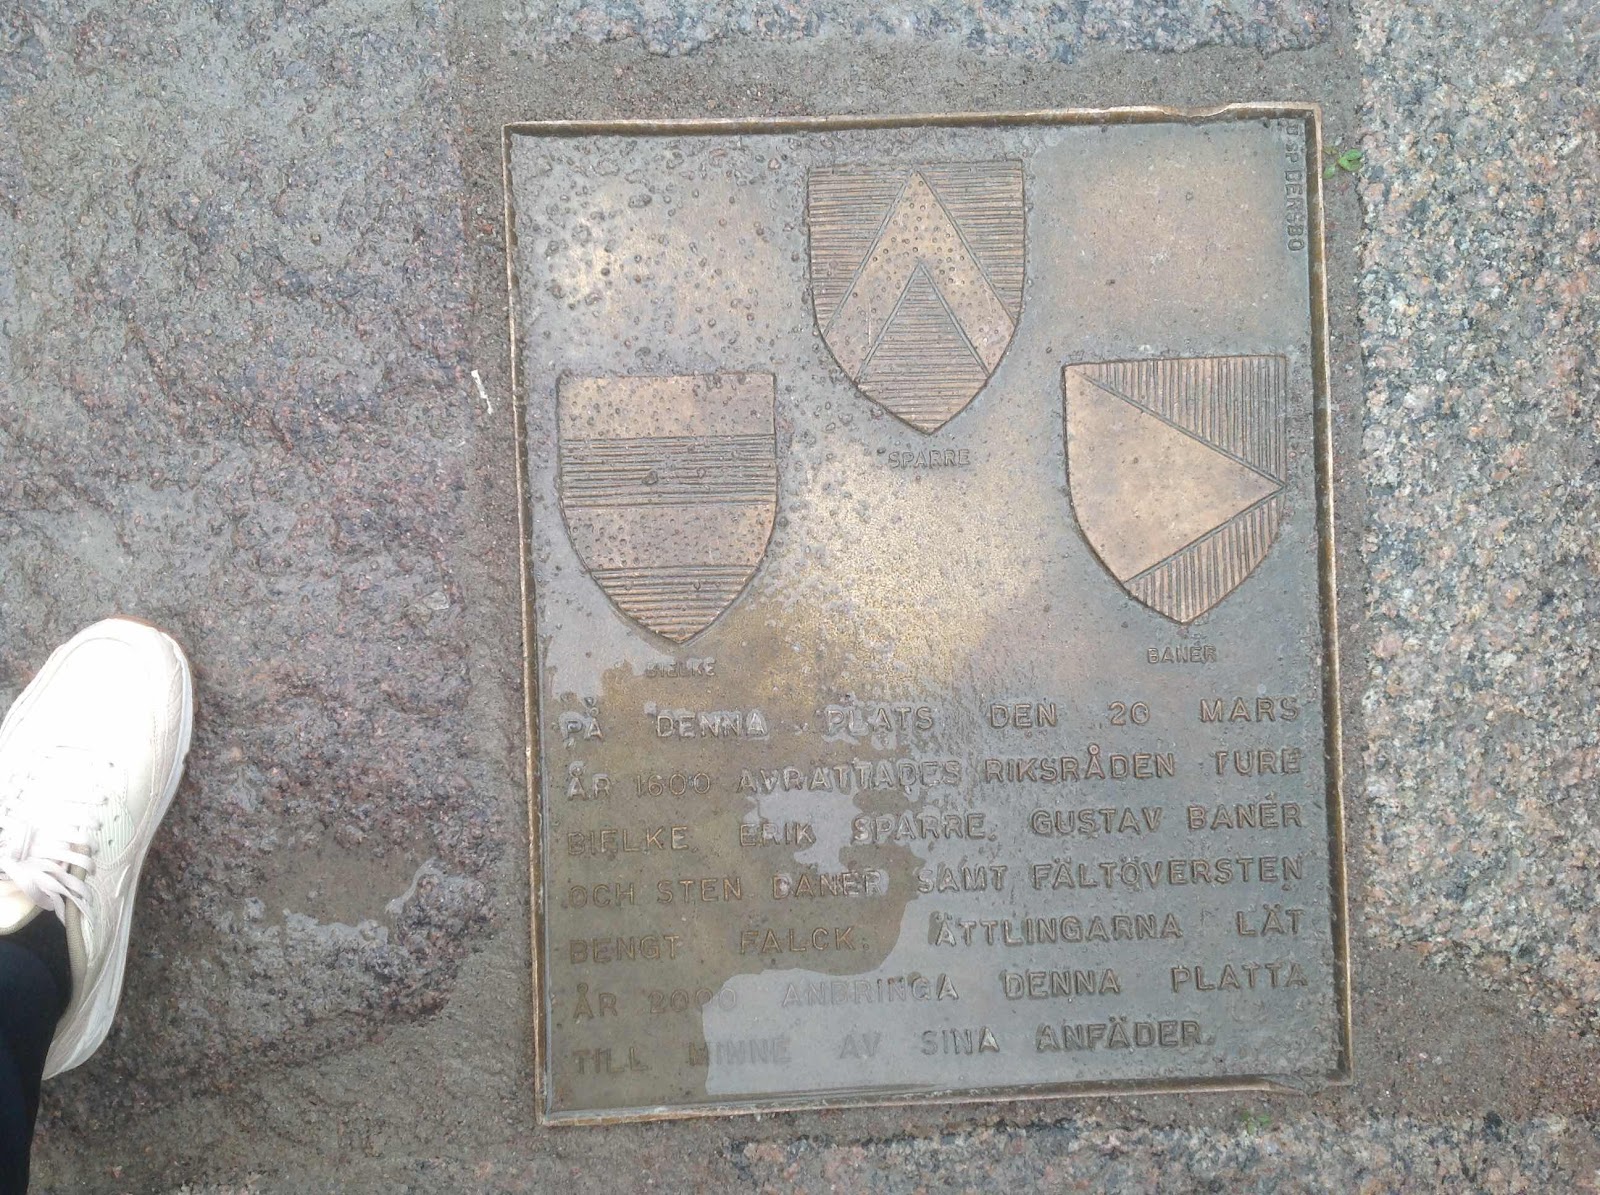 SPARRE
BIELKE
BANÉR
PÅ DENNA PLATS DEN 20 MARS
ÅR 1600 AVRÄTTADES RIKSRÅDEN TURE
BIELKE, ERIK SPARRE, GUSTAV BANÉR
OCH STEN BANÉR SAMT FÄLTÖVERSTEN
BENGT FALCK. ÄTTLINGARNA LÄT
ÅR 2000 ANBRINGA DENNA PLATTA
TILL MINNE AV SINA ANFÄDER.